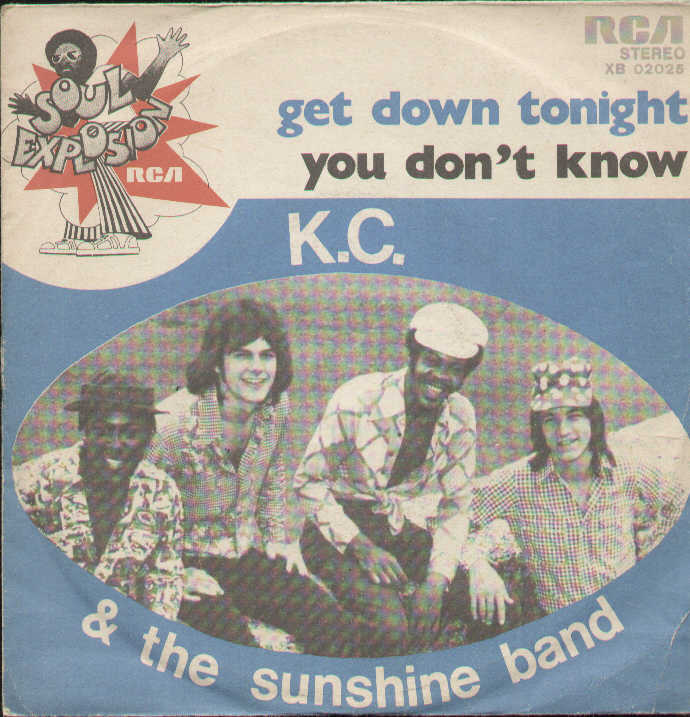 SOUL
EXPLOSION
RCA
RCA
STEREO
XB 02025
get down tonight
you don't know
K.C.
& the sunshine band